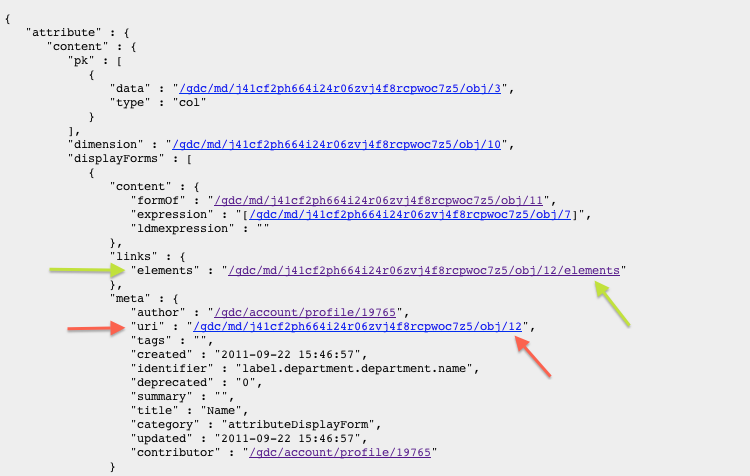 {
"attribute" : {
"content" : {
"pk" : [
{
"data" : "/gdc/md/j41cf2ph664i24r06zvj4f8rcpwoc7z5/obj/3",
"type" : "col"
}
],
"dimension" : "/gdc/md/j41cf2ph664i24r06zvj4f8rcpwoc7z5/obj/10",
"displayForms" : [
{
"content" : {
"formOf" : "/gdc/md/j41cf2ph664i24r06zvj4f8rcpwoc7z5/obj/11",
"expression" : "[/gdc/md/j41cf2ph664i24r06zvj4f8rcpwoc7z5/obj/7]",
"ldmexpression" : ""
},
"links" : {
"elements" : "/gdc/md/j41cf2ph664i24r06zvj4f8rcpwoc7z5/obj/12/elements"
},
"meta" : {
"author" : "/gdc/account/profile/19765",
"uri" : "/gdc/md/j41cf2ph664i24r06zvj4f8rcpwoc7z5/obj/12",
"tags" : "",
"created" : "2011-09-22 15:46:57",
"identifier" : "label.department.department.name",
"deprecated" : "0",
"summary" : "",
"title" : "Name",
"category" : "attributeDisplayForm",
"updated" : "2011-09-22 15:46:57",
"contributor" : "/gdc/account/profile/19765"
}